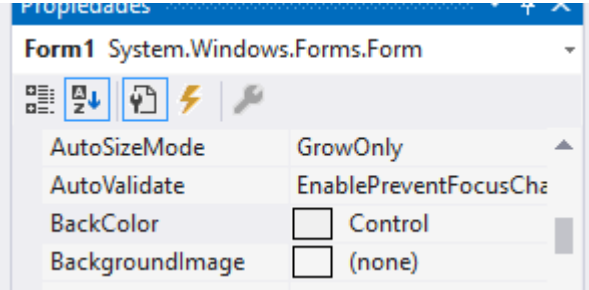 Propiedades
Form1 System.Windows.Forms.Form
AutoSizeMode GrowOnly
AutoValidate EnablePreventFocusCha
BackColor Control
BackgroundImage (none)